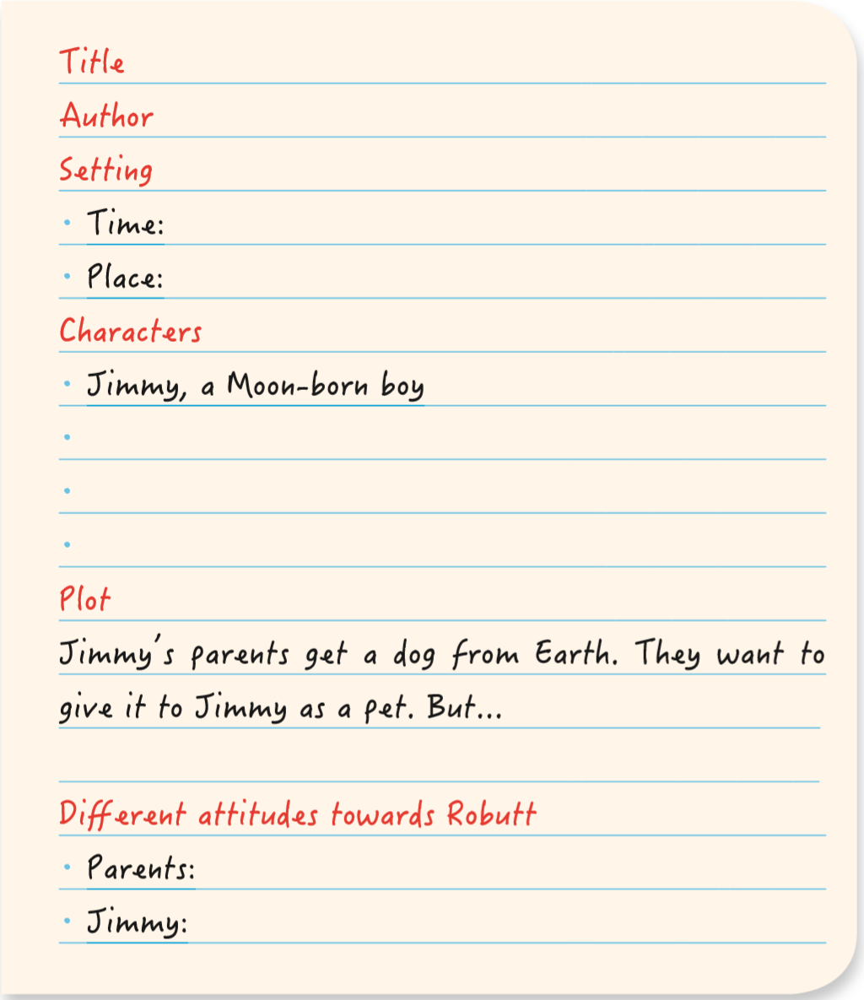 Title
Author
Setting
• Time:
• Place:
Characters
• Jimmy, a Moon-born boy
•
•
•
Plot
Jimmy's parents get a dog from Earth. They want to
give it to Jimmy as a pet. But...
Different attitudes towards Robutt
• Parents:
• Jimmy: